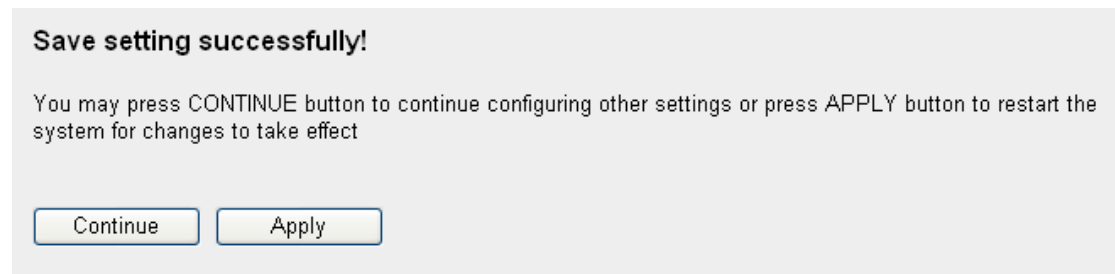 Save setting successfully!
You may press CONTINUE button to continue configuring other settings or press APPLY button to restart the
system for changes to take effect
Continue
Apply